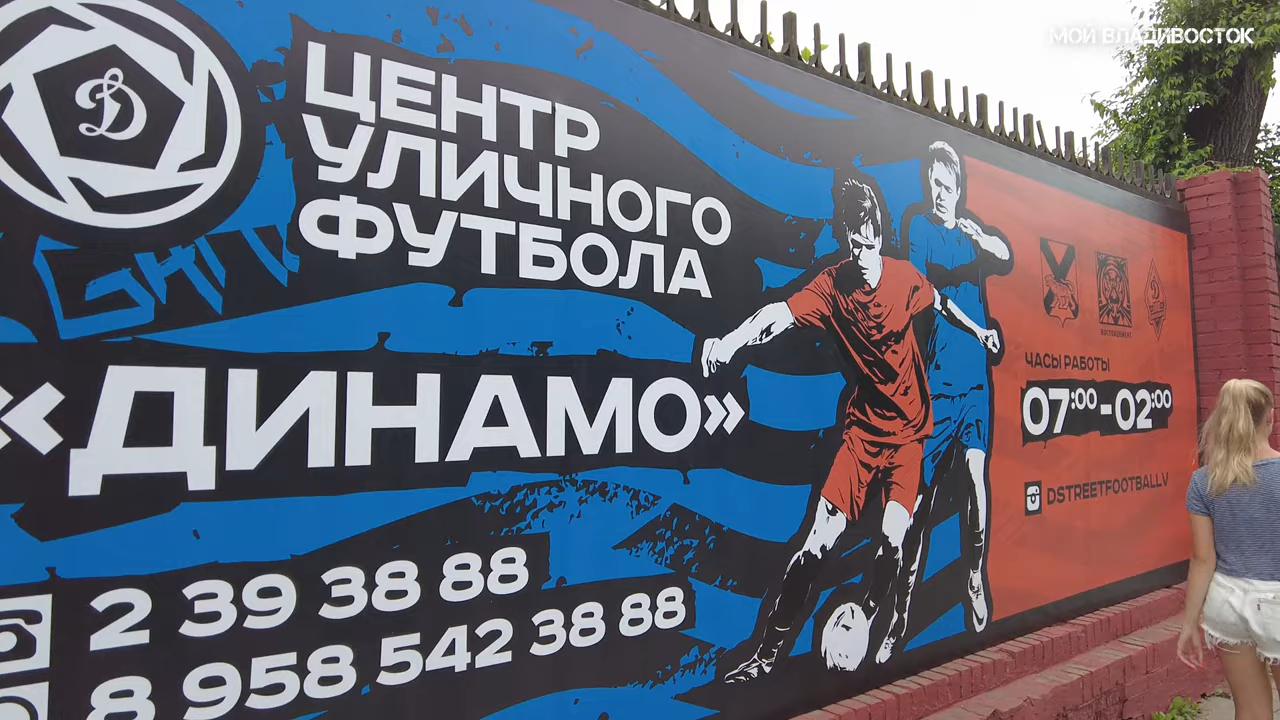 МОЙ ВЛАДИВОСТОК
Д
ЦЕНТР
УЛИЧНОГО
ФУТБОЛА
«ДИНАМО»
2 39 38 88
8 958 542 38 88
ВОСТОКЦЕМЕНТ
ЧАСЫ РАБОТЫ
07:00-02:00
DSTREETFOOTBALLV